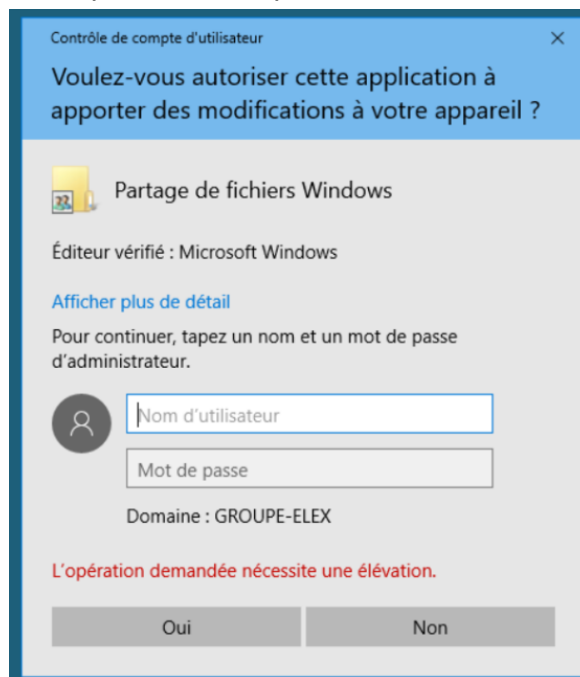 Contrôle de compte d'utilisateur
Voulez-vous autoriser cette application à
apporter des modifications à votre appareil ?
Partage de fichiers Windows
Éditeur vérifié : Microsoft Windows
Afficher plus de détail
Pour continuer, tapez un nom et un mot de passe
d'administrateur.
Nom d'utilisateur
Mot de passe
Domaine : GROUPE-ELEX
L'opération demandée nécessite une élévation.
Oui
Non